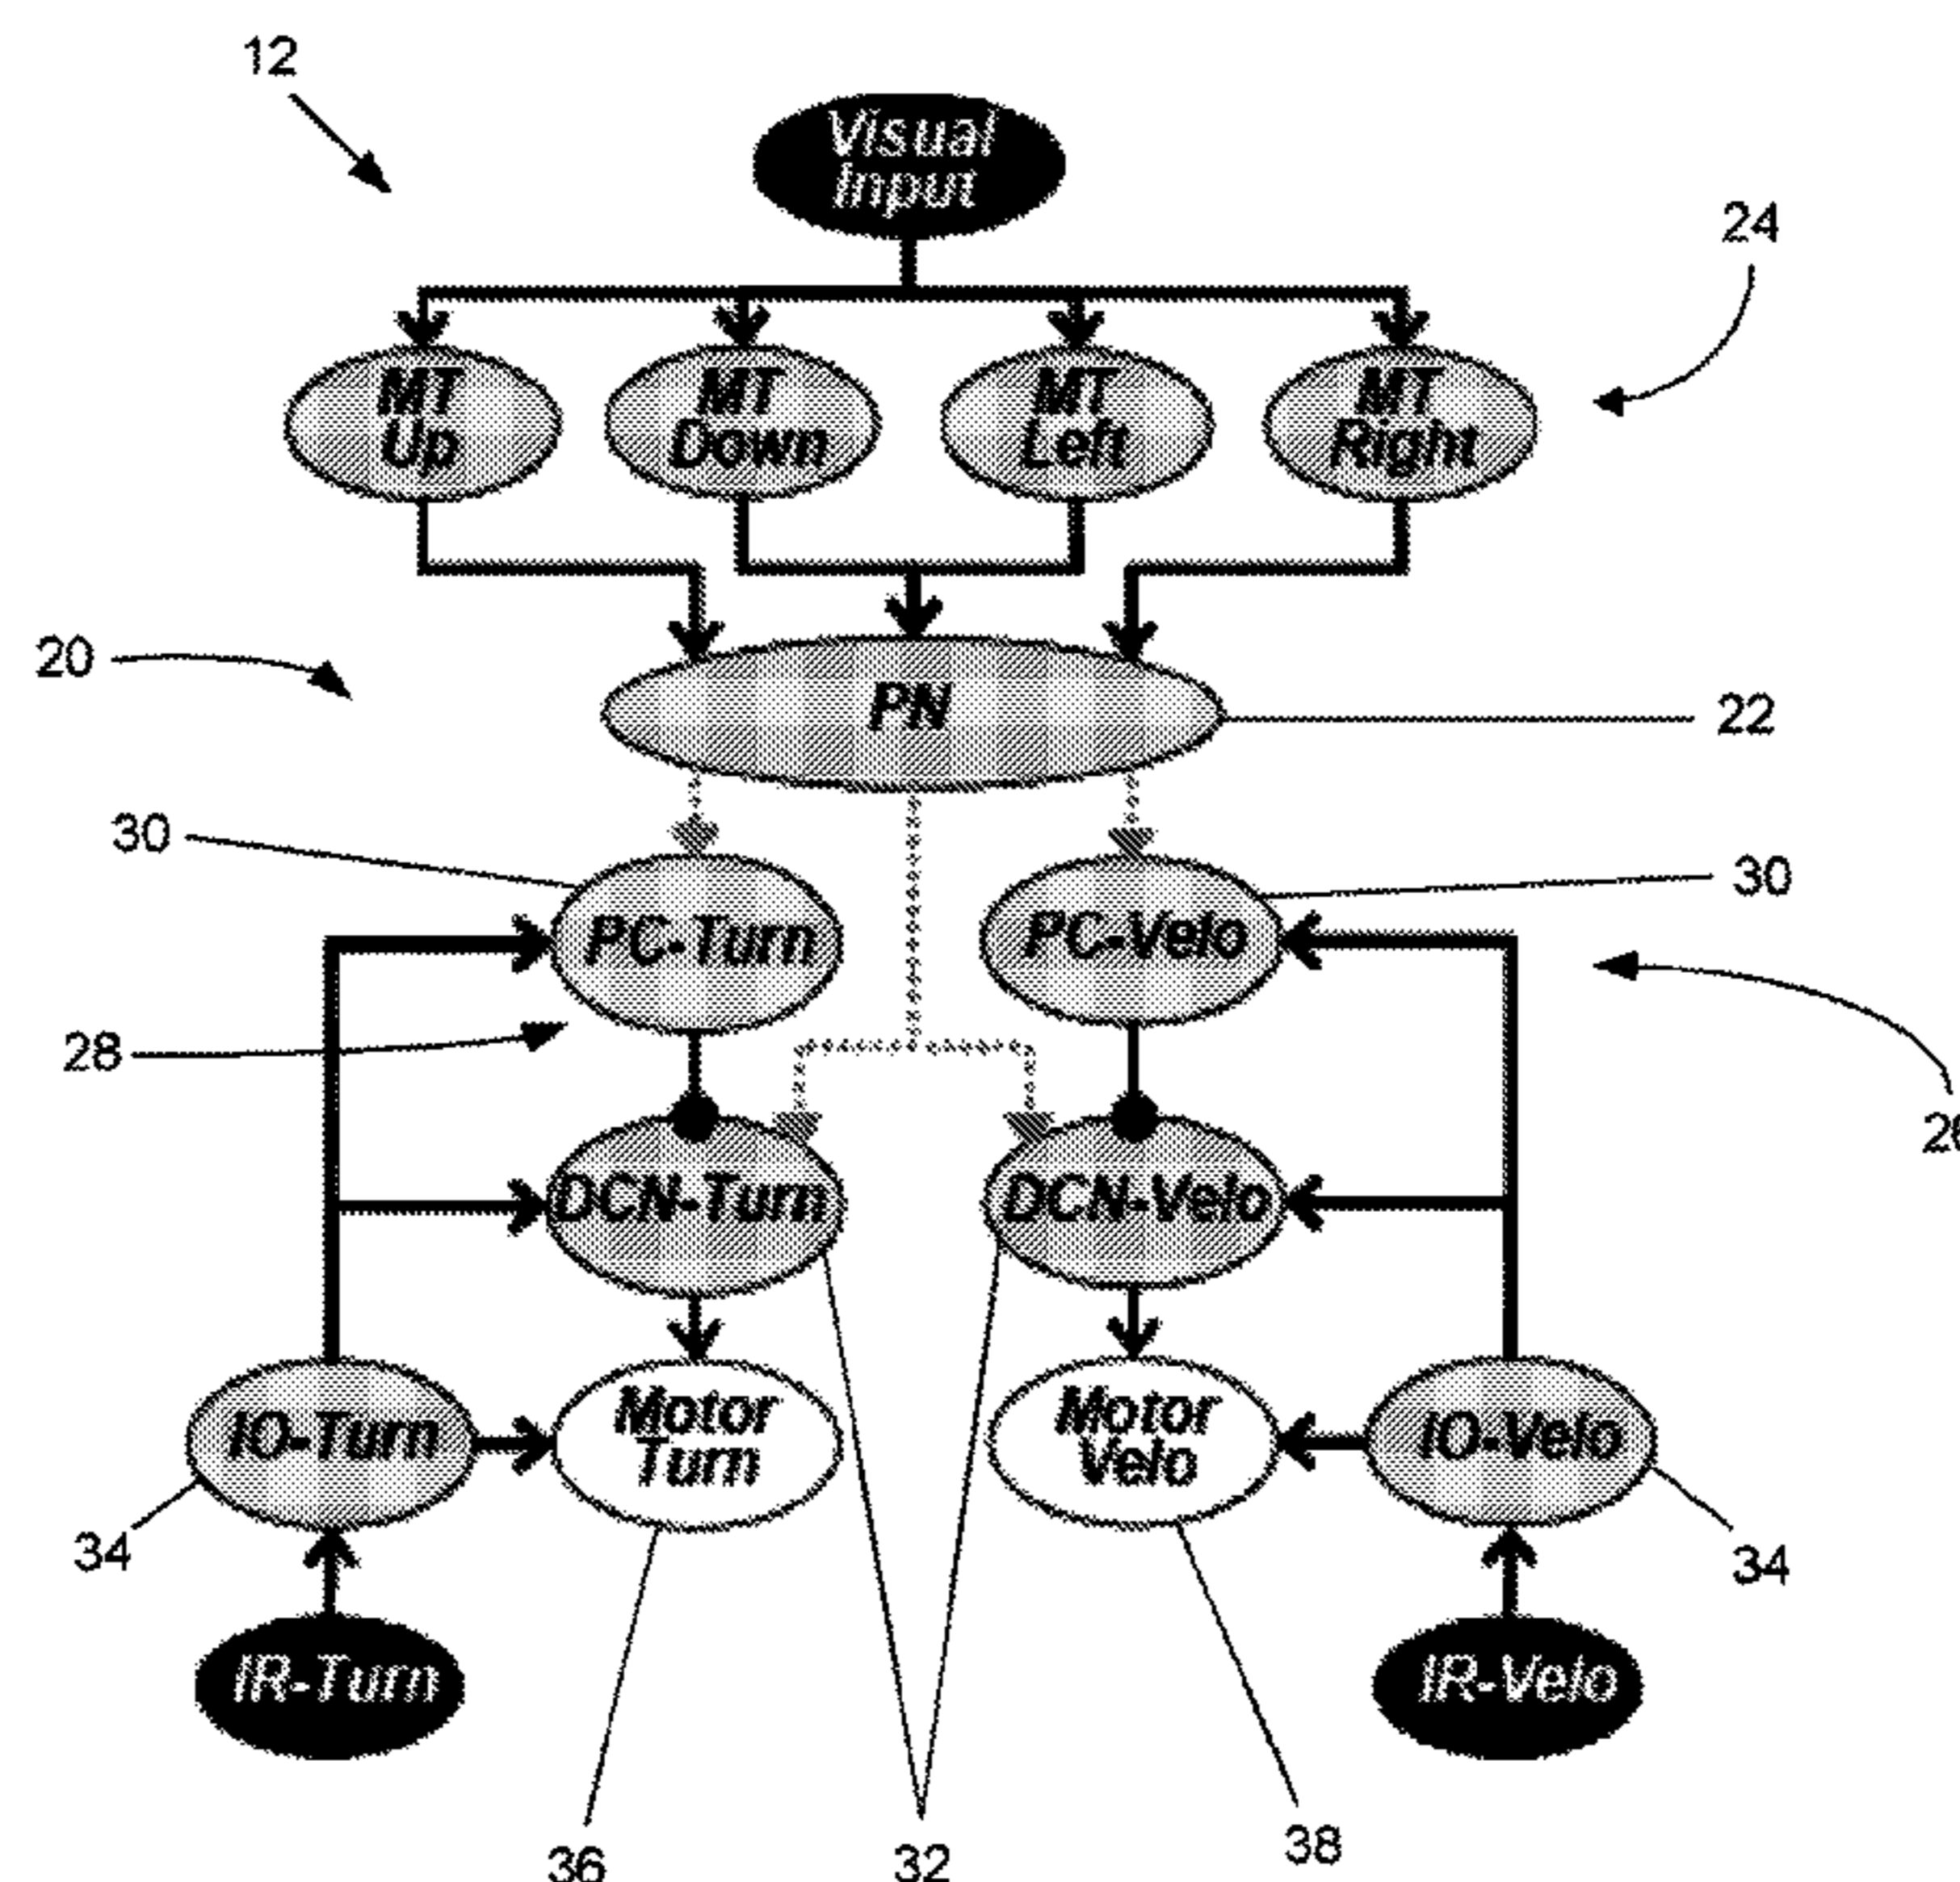 12
Visual
Input
24
MT
Up
MT
Down
MT
Left
MT
Right
20
PN
22
30
30
PC-Turn
PC-Velo
28
DCN-Turn
DCN-Velo
IO-Turn
Motor
Turn
Motor
Velo
IO-Velo
34
34
IR-Turn
IR-Velo
36
32
38